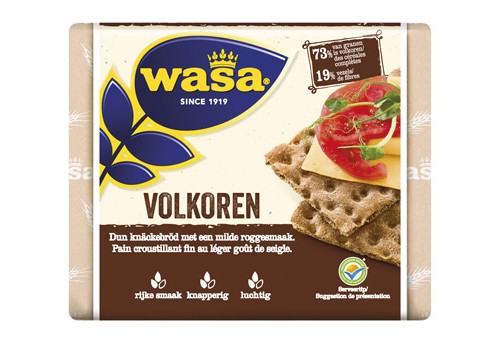 wasa®
SINCE 1919
73% van granen
is volkoren/
des céréales
complètes
19% vezels/
de fibres
VOLKOREN
Dun knäckebröd met een milde roggesmaak.
Pain croustillant fin au léger goût de seigle.
rijke smaak knapperig luchtig
Serveertip/
Suggestion de présentation
wasa